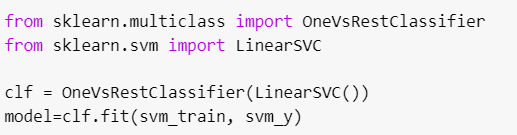 from sklearn.multiclass import OneVsRestClassifier
from sklearn.svm import LinearSVC
clf = OneVsRestClassifier(LinearSVC())
model=clf.fit(svm_train, svm_y)